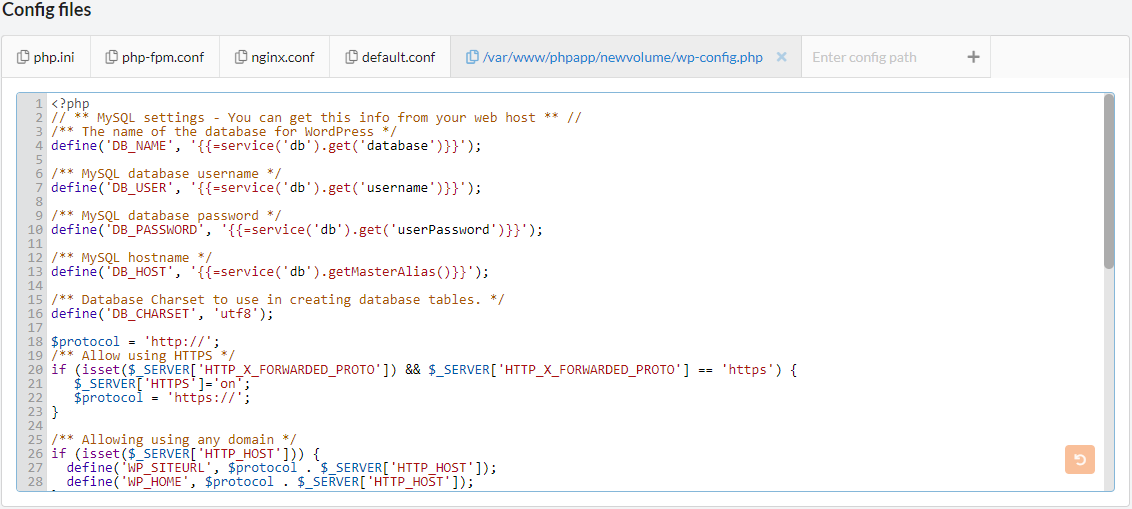 Config files
php.ini php-fpm.conf nginx.conf default.conf /var/www/phpapp/newvolume/wp-config.php × Enter config path +
1 <?php
2 // ** MySQL settings - You can get this info from your web host ** //
3 /** The name of the database for WordPress */
4 define('DB_NAME', '{{=service('db').get('database')}}');
5
6 /** MySQL database username */
7 define('DB_USER', '{{=service('db').get('username')}}');
8
9 /** MySQL database password */
10 define('DB_PASSWORD', '{{=service('db').get('userPassword')}}');
11
12 /** MySQL hostname */
13 define('DB_HOST', '{{=service('db').getMasterAlias()}}');
14
15 /** Database Charset to use in creating database tables. */
16 define('DB_CHARSET', 'utf8');
17
18 $protocol = 'http://';
19 /** Allow using HTTPS */
20 if (isset($_SERVER['HTTP_X_FORWARDED_PROTO']) && $_SERVER['HTTP_X_FORWARDED_PROTO'] == 'https') {
21    $_SERVER['HTTPS']='on';
22    $protocol = 'https://';
23 }
24
25 /** Allowing using any domain */
26 if (isset($_SERVER['HTTP_HOST'])) {
27   define('WP_SITEURL', $protocol . $_SERVER['HTTP_HOST']);
28   define('WP_HOME', $protocol . $_SERVER['HTTP_HOST']);